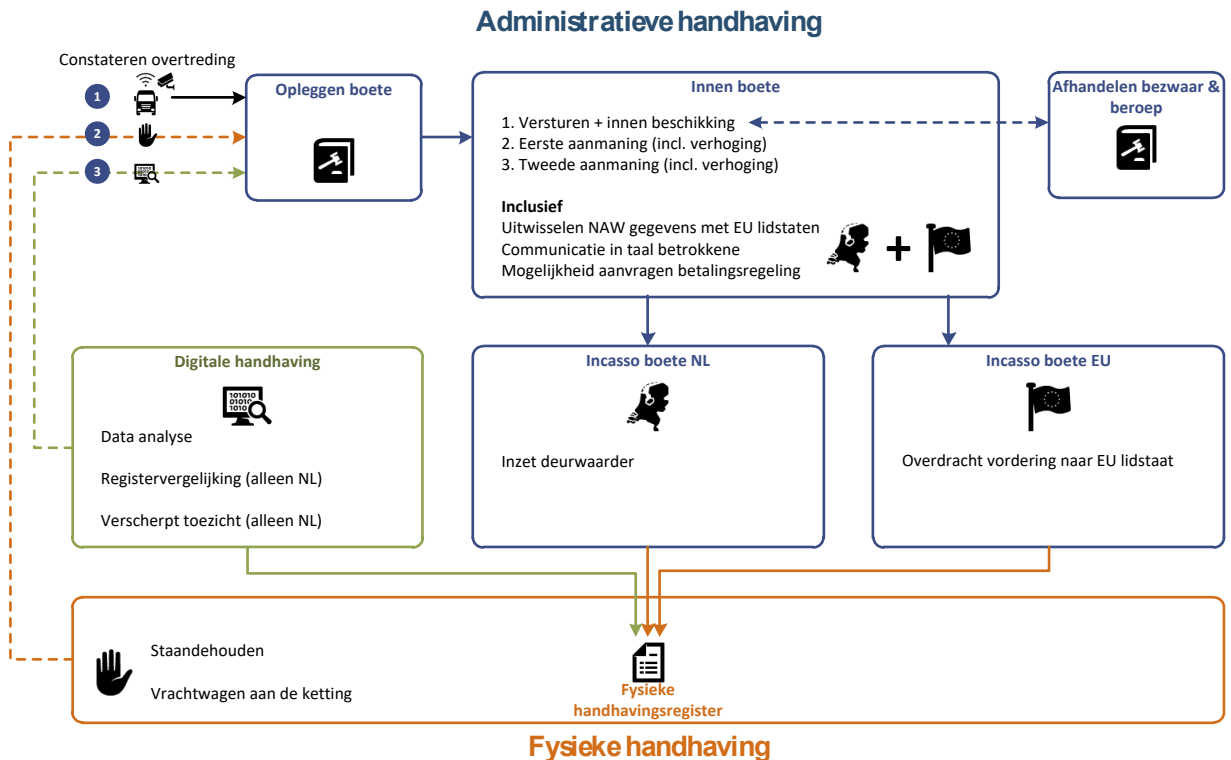 Administratieve handhaving
Constateren overtreding
1
2
3
Opleggen boete
Innen boete
1. Versturen + innen beschikking
2. Eerste aanmaning (incl. verhoging)
3. Tweede aanmaning (incl. verhoging)
Inclusief
Uitwisselen NAW gegevens met EU lidstaten
Communicatie in taal betrokkene
Mogelijkheid aanvragen betalingsregeling
Afhandelen bezwaar &
beroep
Digitale handhaving
101010
01010
1010
Data analyse
Registervergelijking (alleen NL)
Verscherpt toezicht (alleen NL)
Incasso boete NL
Inzet deurwaarder
Incasso boete EU
Overdracht vordering naar EU lidstaat
Staandehouden
Vrachtwagen aan de ketting
Fysieke
handhavingsregister
Fysieke handhaving